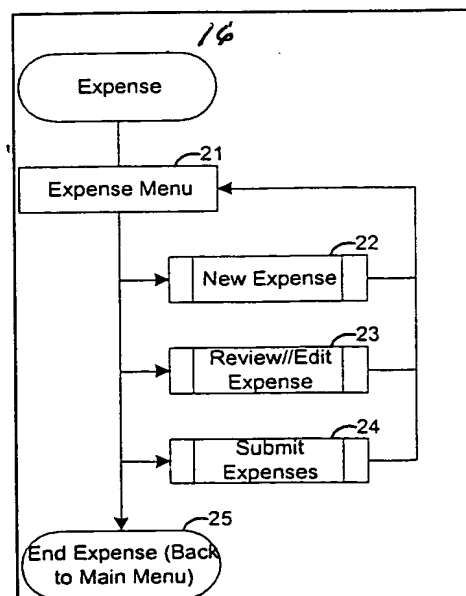 16
Expense
21
Expense Menu
22
New Expense
23
Review//Edit
Expense
24
Submit
Expenses
25
End Expense (Back
to Main Menu)